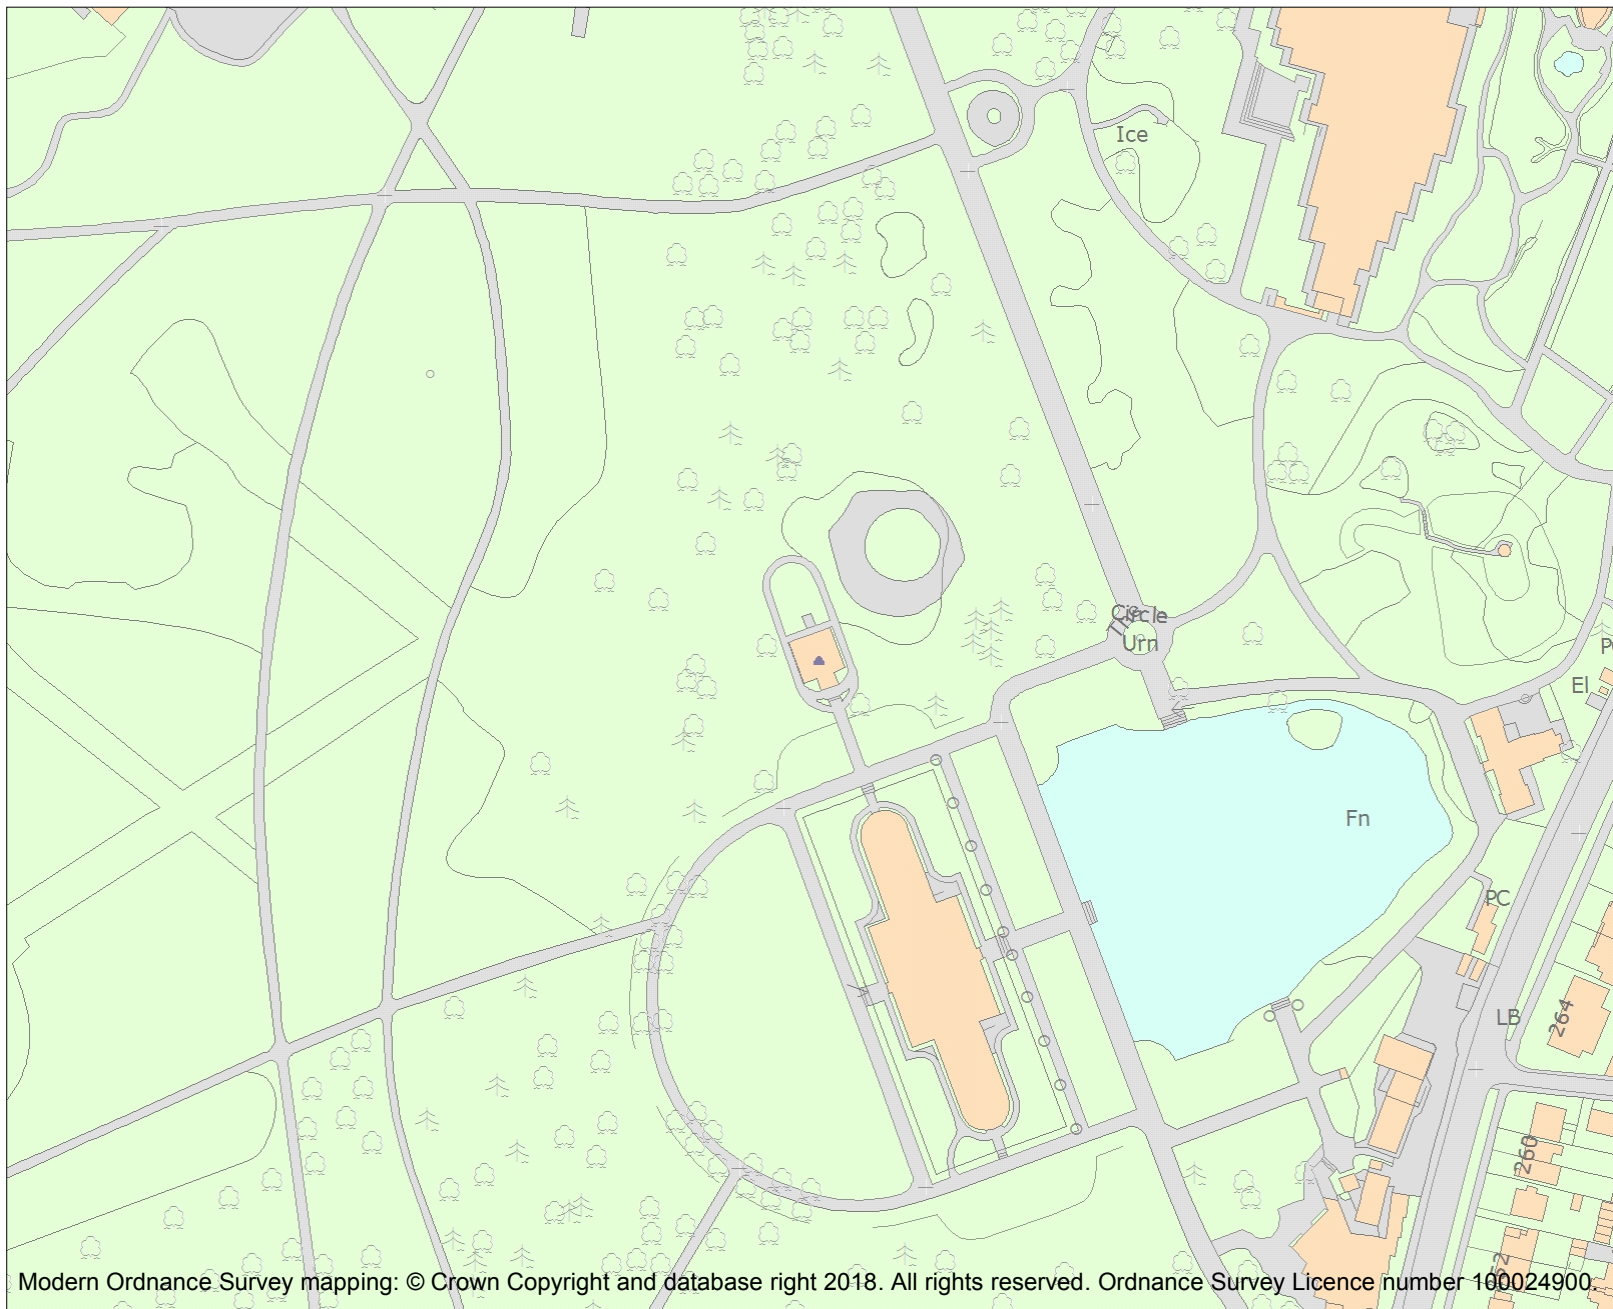 Ice
The
Circle
Urn
El
Fn
PC
LB
264
260
Modern Ordnance Survey mapping: © Crown Copyright and database right 2018. All rights reserved. Ordnance Survey Licence number 100024900.